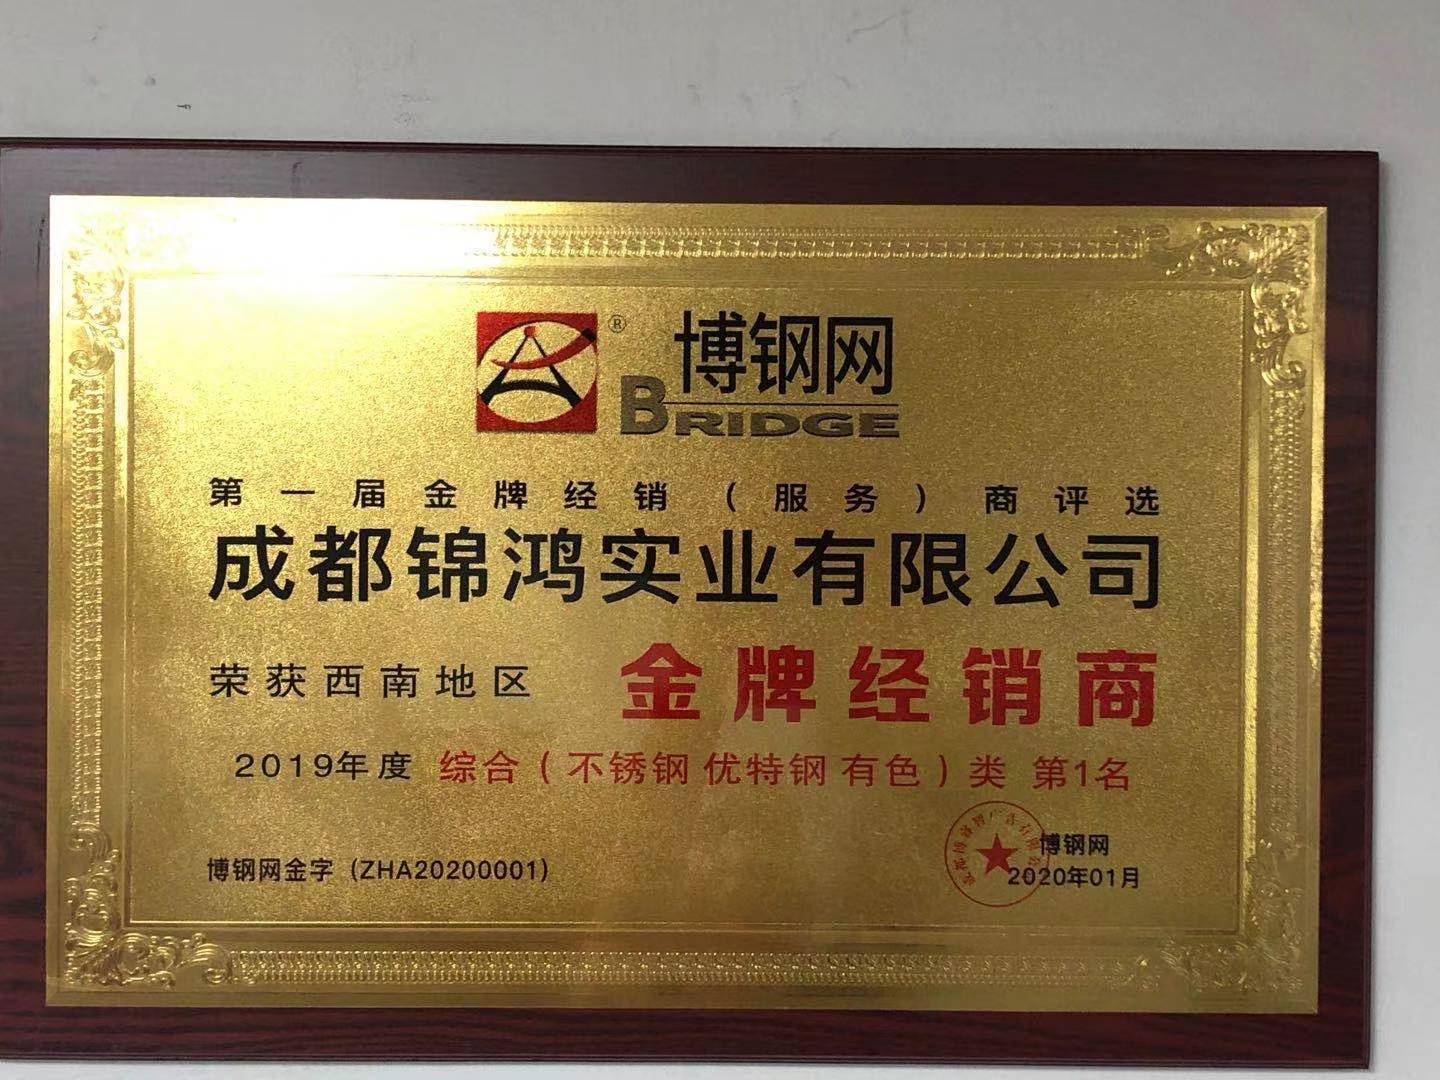 ® 博钢网
BRIDGE
第一届金牌经销（服务）商评选
成都锦鸿实业有限公司
荣获西南地区 金牌经销商
2019年度 综合（不锈钢 优特钢 有色）类 第1名
博钢网金字（ZHA20200001）
博钢网
2020年01月